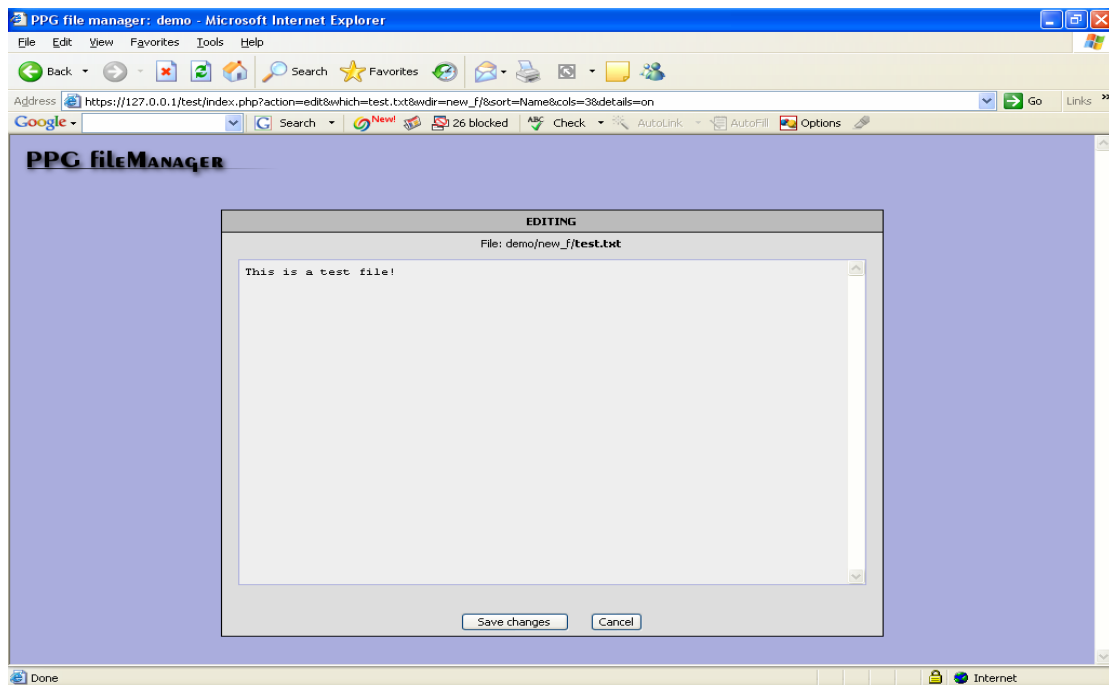 PPG file manager: demo - Microsoft Internet Explorer
File Edit View Favorites Tools Help
Back Search Favorites
Address https://127.0.0.1/test/index.php?action=edit&which=test.txt&wdir=new_f/&sort=Name&cols=3&details=on Go Links »
Google Search New! 26 blocked ABC Check AutoLink AutoFill Options
PPG fileManager
EDITING
File: demo/new_f/test.txt
This is a test file!
Save changes Cancel
Done Internet